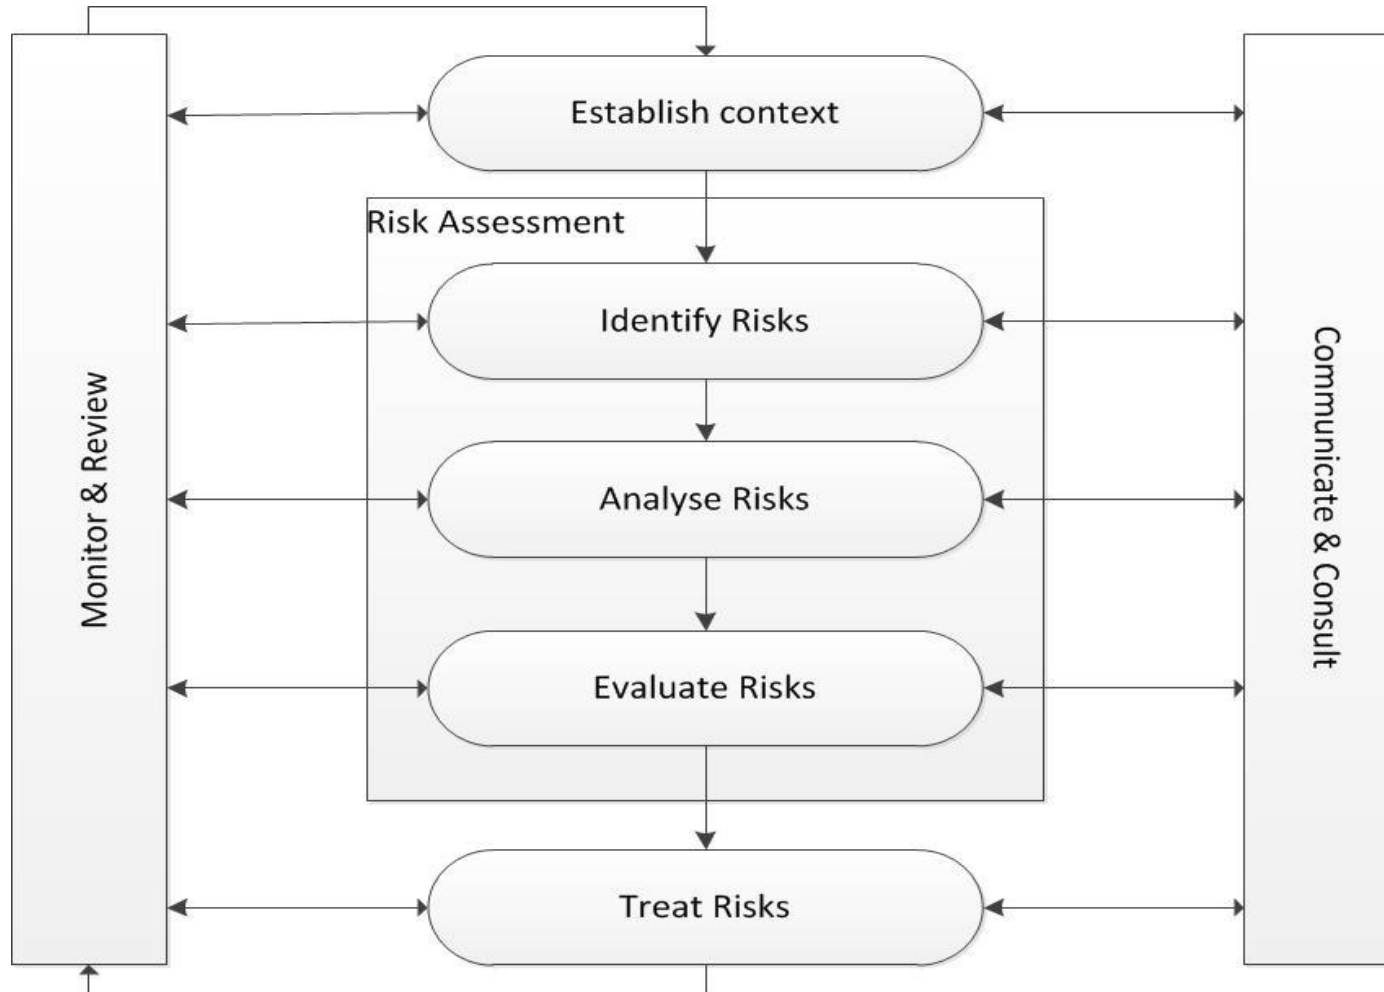 Establish context
Risk Assessment
Identify Risks
Analyse Risks
Evaluate Risks
Treat Risks
Monitor & Review
Communicate & Consult